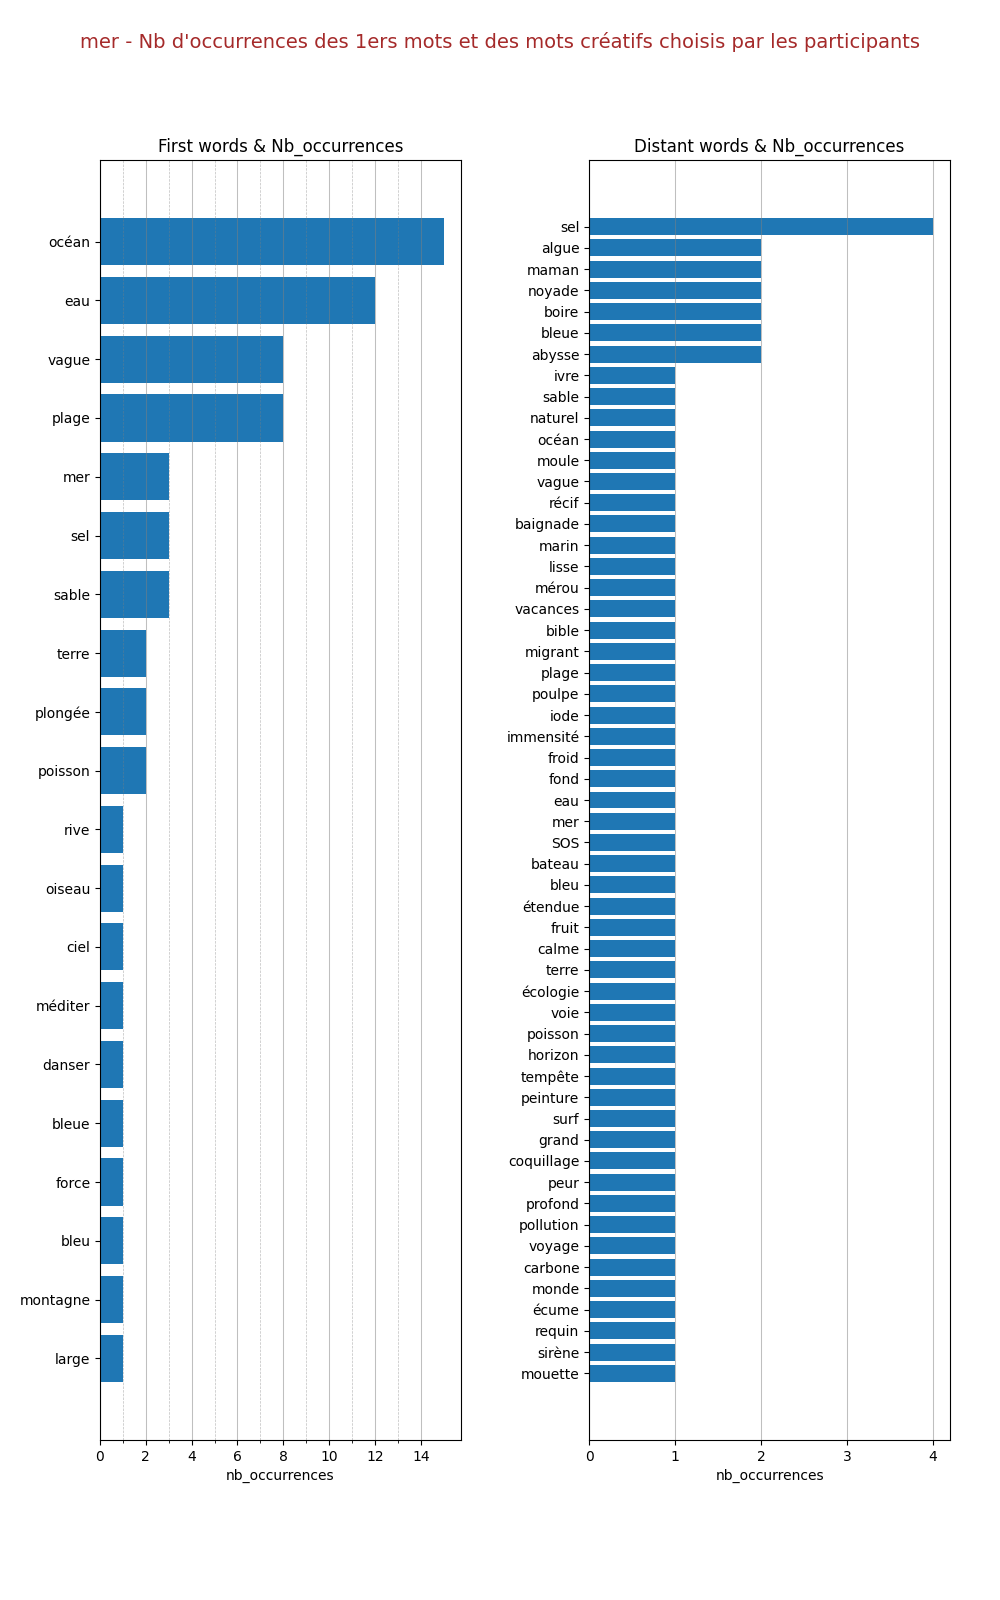 mer - Nb d'occurrences des 1ers mots et des mots créatifs choisis par les participants
First words & Nb_occurrences
océan
eau
vague
plage
mer
sel
sable
terre
plongée
poisson
rive
oiseau
ciel
méditer
danser
bleue
force
bleu
montagne
large
0 2 4 6 8 10 12 14
nb_occurrences
Distant words & Nb_occurrences
sel
algue
maman
noyade
boire
bleue
abysse
ivre
sable
naturel
océan
moule
vague
récif
baignade
marin
lisse
mérou
vacances
bible
migrant
plage
poulpe
iode
immensité
froid
fond
eau
mer
SOS
bateau
bleu
étendue
fruit
calme
terre
écologie
voie
poisson
horizon
tempête
peinture
surf
grand
coquillage
peur
profond
pollution
voyage
carbone
monde
écume
requin
sirène
mouette
0 1 2 3 4
nb_occurrences